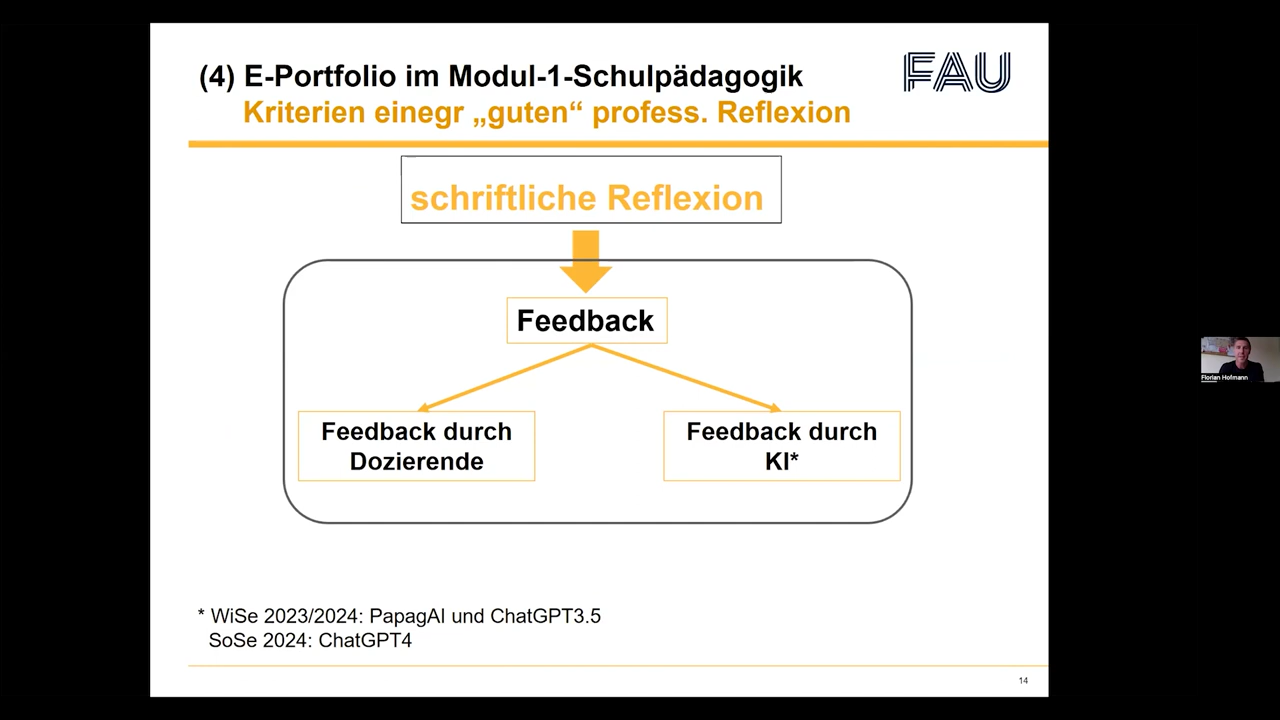 (4) E-Portfolio im Modul-1-Schulpädagogik
Kriterien einegr „guten“ profess. Reflexion
FAU
schriftliche Reflexion
Feedback
Feedback durch
Dozierende
Feedback durch
KI*
Florian Hofmann
* WiSe 2023/2024: PapagAI und ChatGPT3.5
SoSe 2024: ChatGPT4
14